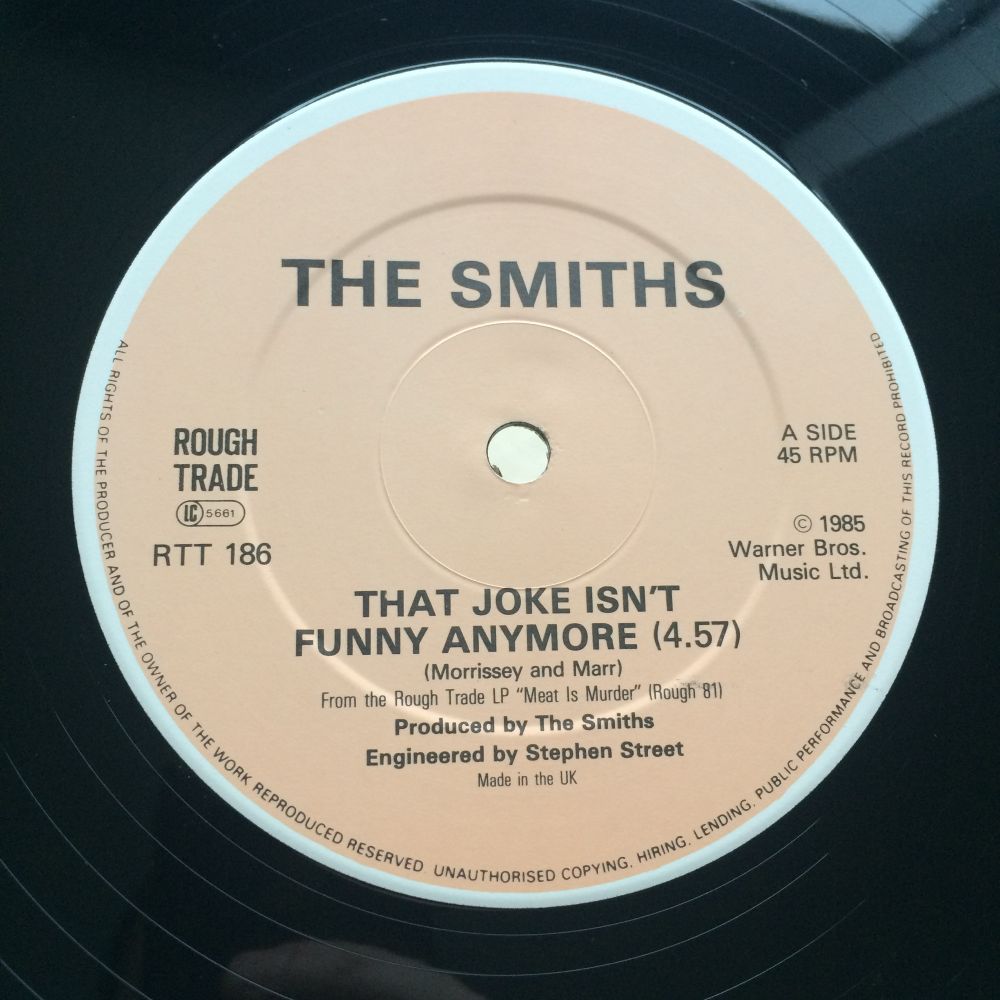 THE SMITHS
ROUGH
TRADE
LC 5661
RTT 186
A SIDE
45 RPM
© 1985
Warner Bros.
Music Ltd.
THAT JOKE ISN'T
FUNNY ANYMORE (4.57)
(Morrissey and Marr)
From the Rough Trade LP "Meat Is Murder" (Rough 81)
Produced by The Smiths
Engineered by Stephen Street
Made in the UK
ALL RIGHTS OF THE PRODUCER AND OF THE OWNER OF THE WORK REPRODUCED RESERVED. UNAUTHORISED COPYING, HIRING, LENDING, PUBLIC PERFORMANCE AND BROADCASTING OF THIS RECORD PROHIBITED